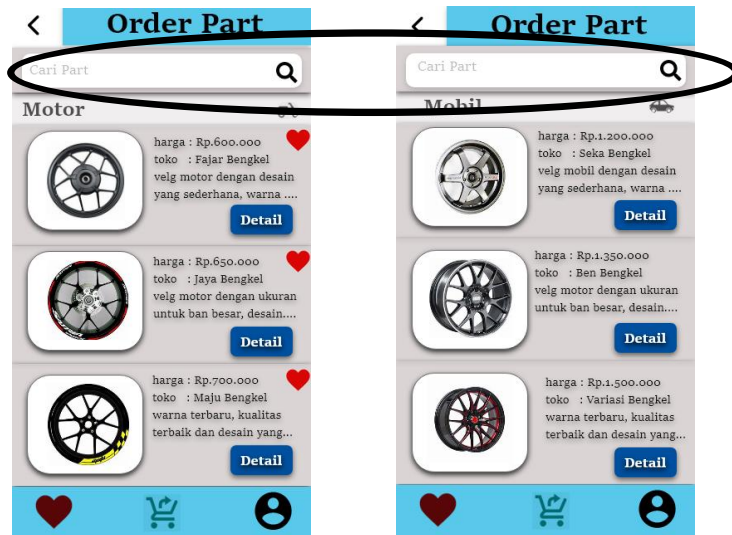 Order Part
Cari Part
Motor
harga : Rp.600.000
toko : Fajar Bengkel
velg motor dengan desain
yang sederhana, warna ....
Detail
harga : Rp.650.000
toko : Jaya Bengkel
velg motor dengan ukuran
untuk ban besar, desain....
Detail
harga : Rp.700.000
toko : Maju Bengkel
warna terbaru, kualitas
terbaik dan desain yang...
Detail
Order Part
Cari Part
Mobil
harga : Rp.1.200.000
toko : Seka Bengkel
velg mobil dengan desain
yang sederhana, warna ....
Detail
harga : Rp.1.350.000
toko : Ben Bengkel
velg motor dengan ukuran
untuk ban besar, desain....
Detail
harga : Rp.1.500.000
toko : Variasi Bengkel
warna terbaru, kualitas
terbaik dan desain yang...
Detail